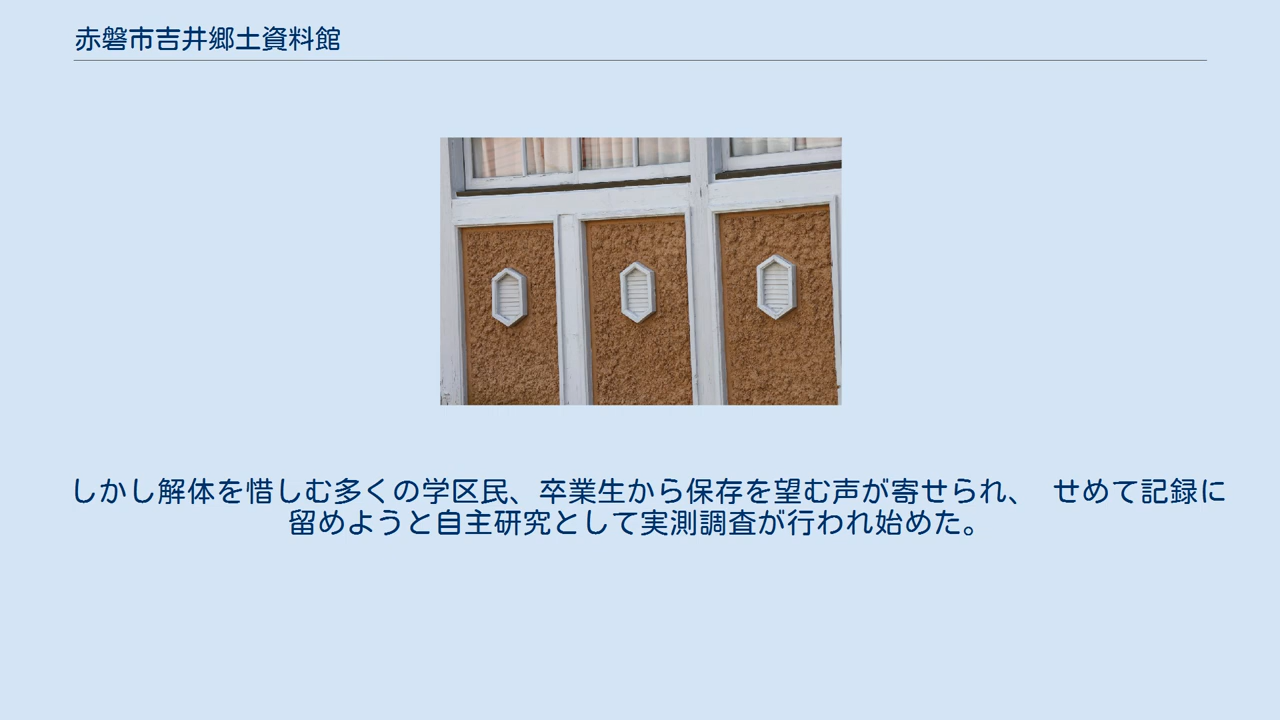 赤磐市吉井郷土資料館
しかし解体を惜しむ多くの学区民、卒業生から保存を望む声が寄せられ、 せめて記録に
留めようと自主研究として実測調査が行われ始めた。